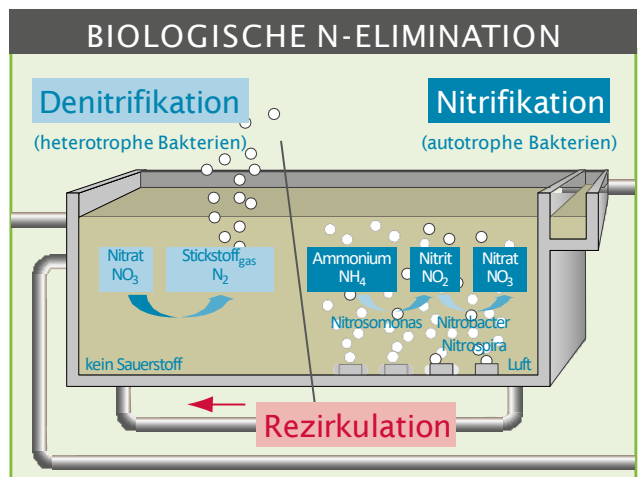 BIOLOGISCHE N-ELIMINATION
Denitrifikation
(heterotrophe Bakterien)
Nitrifikation
(autotrophe Bakterien)
Nitrat
NO3
Stickstoffgas
N2
Ammonium
NH4
Nitrit
NO2
Nitrat
NO3
Nitrosomonas
Nitrobacter
Nitrospira
kein Sauerstoff
Luft
Rezirkulation